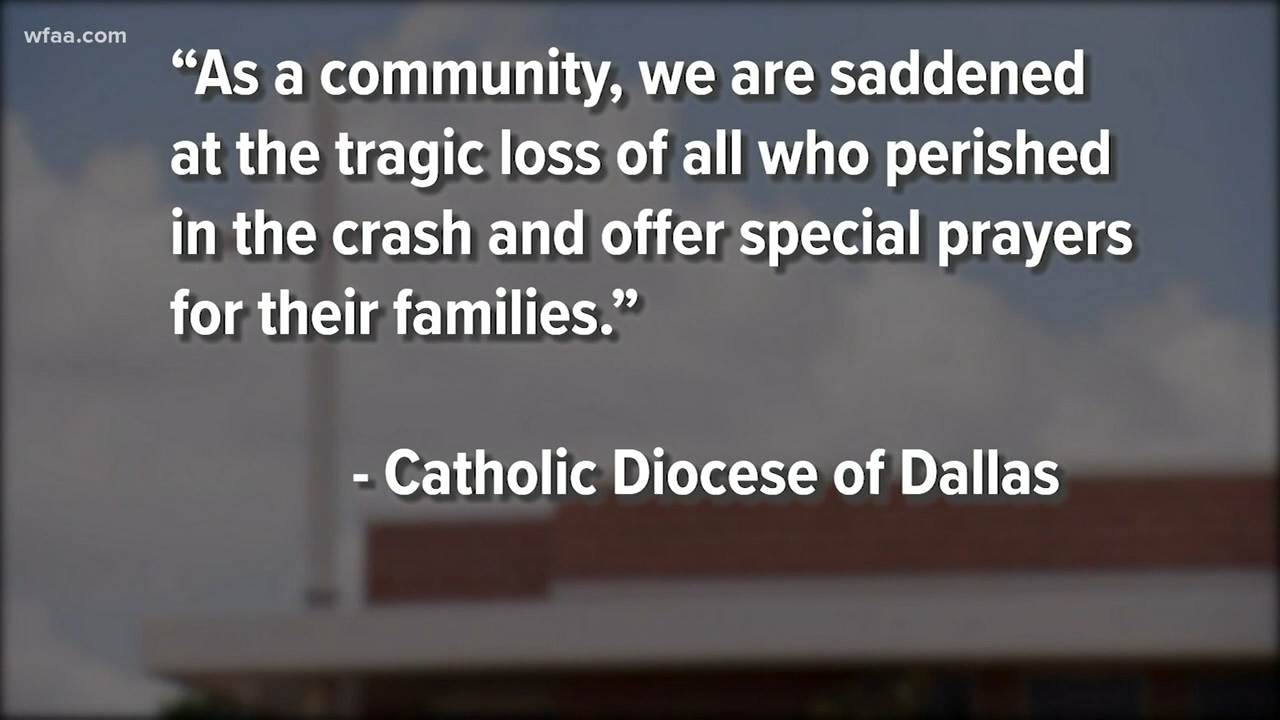 wfaa.com
“As a community, we are saddened
at the tragic loss of all who perished
in the crash and offer special prayers
for their families.”
- Catholic Diocese of Dallas